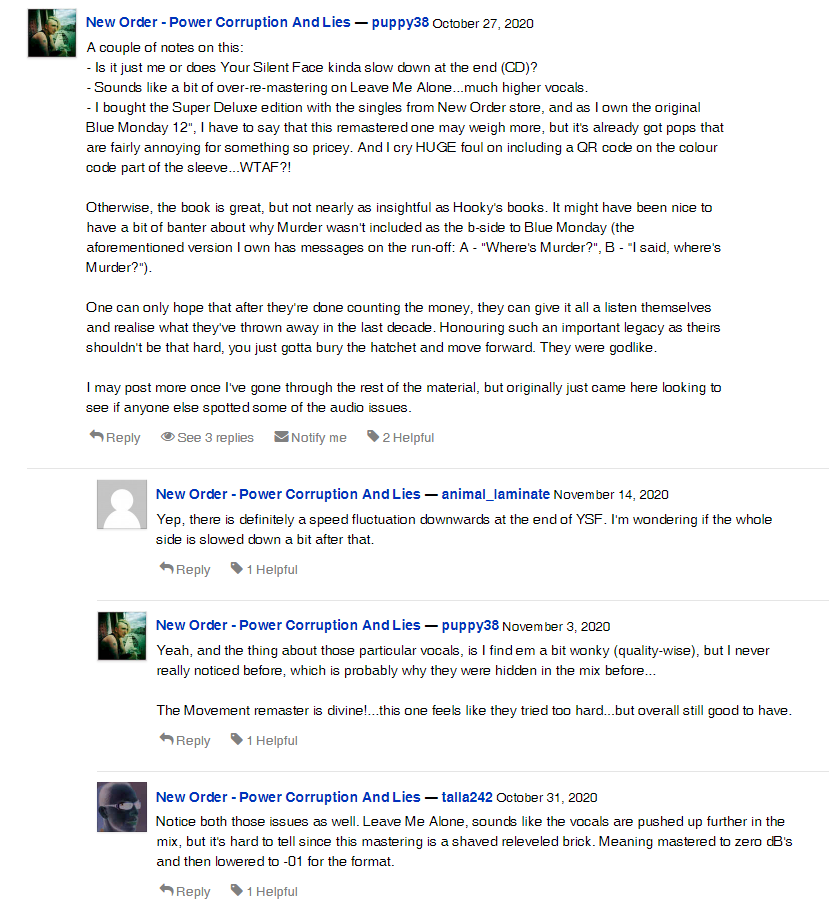 New Order - Power Corruption And Lies — puppy38 October 27, 2020
A couple of notes on this:
- Is it just me or does Your Silent Face kinda slow down at the end (CD)?
- Sounds like a bit of over-re-mastering on Leave Me Alone...much higher vocals.
- I bought the Super Deluxe edition with the singles from New Order store, and as I own the original
Blue Monday 12", I have to say that this remastered one may weigh more, but it's already got pops that
are fairly annoying for something so pricey. And I cry HUGE foul on including a QR code on the colour
code part of the sleeve...WTAF?!
Otherwise, the book is great, but not nearly as insightful as Hooky's books. It might have been nice to
have a bit of banter about why Murder wasn't included as the b-side to Blue Monday (the
aforementioned version I own has messages on the run-off: A - "Where's Murder?", B - "I said, where's
Murder?").
One can only hope that after they're done counting the money, they can give it all a listen themselves
and realise what they've thrown away in the last decade. Honouring such an important legacy as theirs
shouldn't be that hard, you just gotta bury the hatchet and move forward. They were godlike.
I may post more once I've gone through the rest of the material, but originally just came here looking to
see if anyone else spotted some of the audio issues.
Reply See 3 replies Notify me 2 Helpful
New Order - Power Corruption And Lies — animal_laminate November 14, 2020
Yep, there is definitely a speed fluctuation downwards at the end of YSF. I'm wondering if the whole
side is slowed down a bit after that.
Reply 1 Helpful
New Order - Power Corruption And Lies — puppy38 November 3, 2020
Yeah, and the thing about those particular vocals, is I find em a bit wonky (quality-wise), but I never
really noticed before, which is probably why they were hidden in the mix before...
The Movement remaster is divine!...this one feels like they tried too hard...but overall still good to have.
Reply 1 Helpful
New Order - Power Corruption And Lies — talla242 October 31, 2020
Notice both those issues as well. Leave Me Alone, sounds like the vocals are pushed up further in the
mix, but it's hard to tell since this mastering is a shaved releveled brick. Meaning mastered to zero dB's
and then lowered to -01 for the format.
Reply 1 Helpful